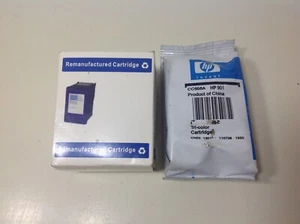 Remanufactured Cartridge
Remanufactured Cartridge
hp
invent
CC656A HP 901
Product of China
Tri-color
Cartridge